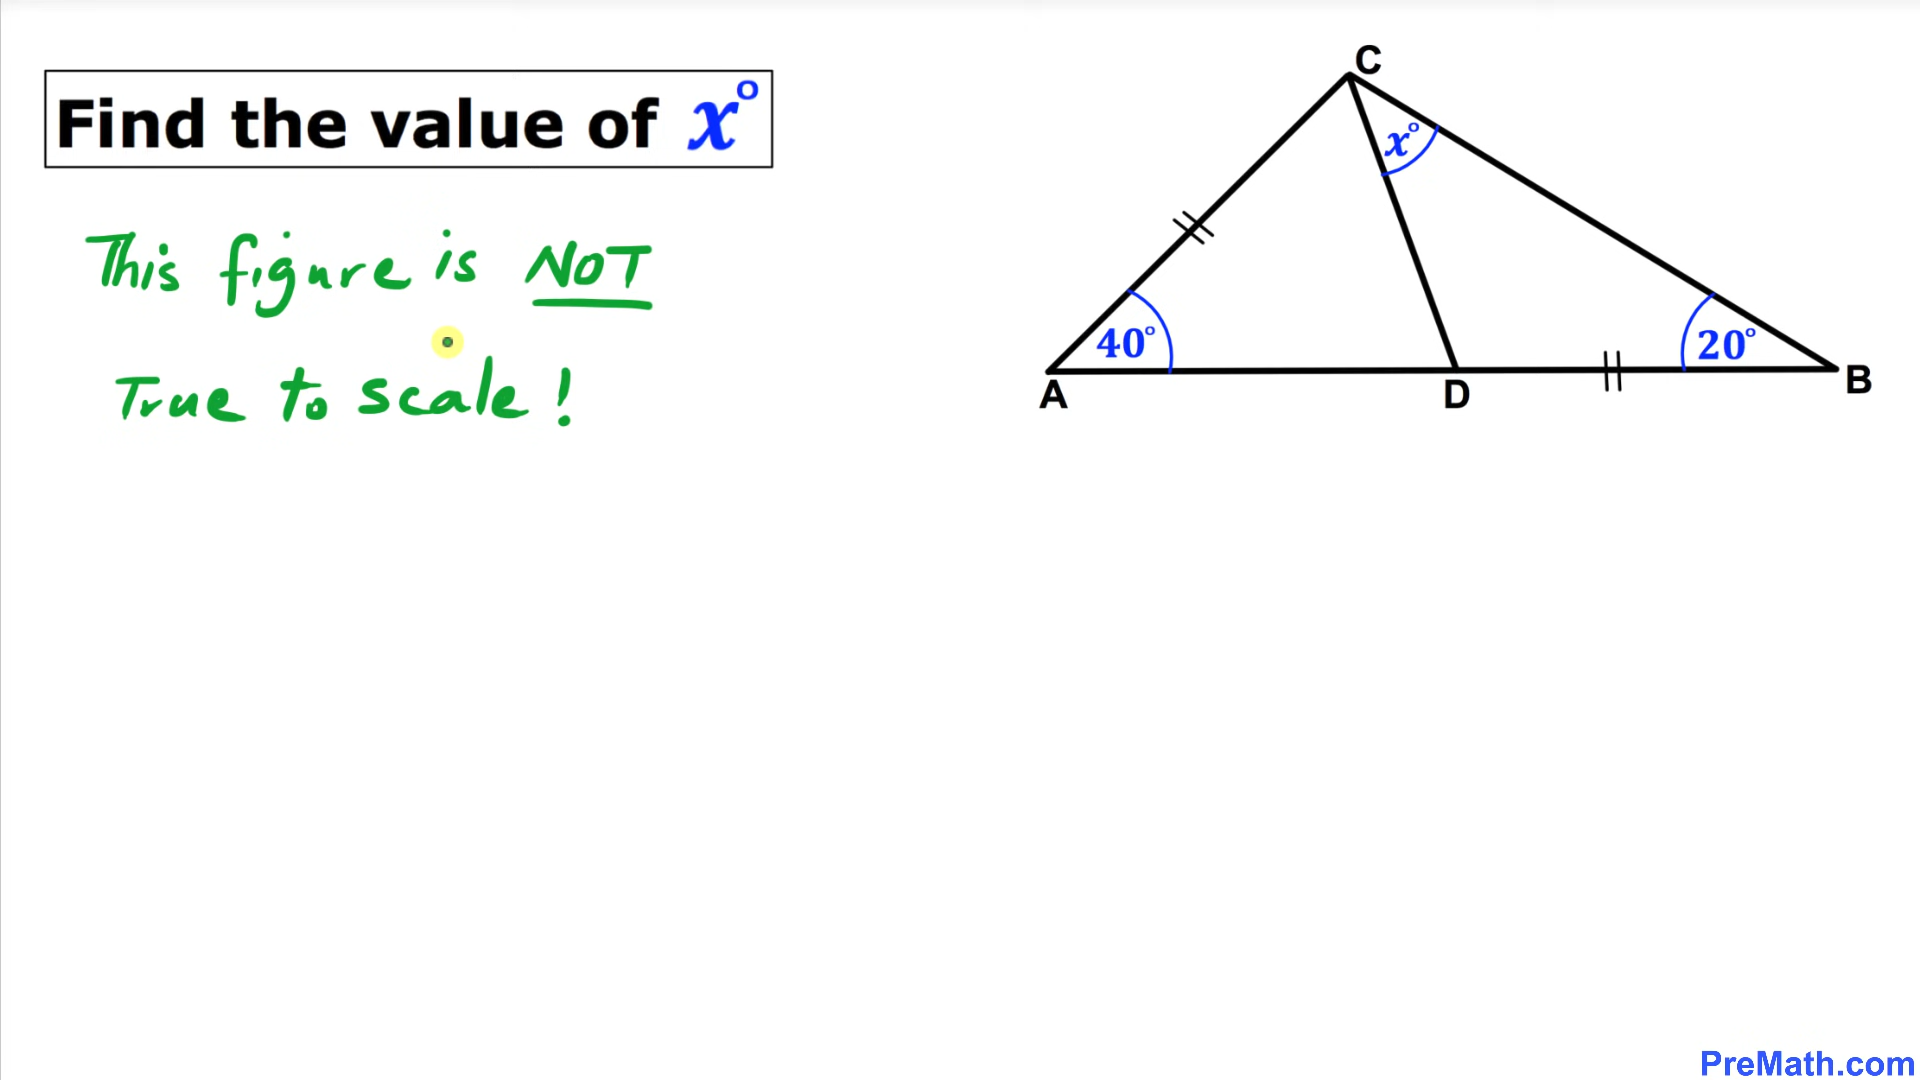 Find the value of x°
This figure is NOT
True to scale!
C
x°
40°
20°
A
D
B
PreMath.com